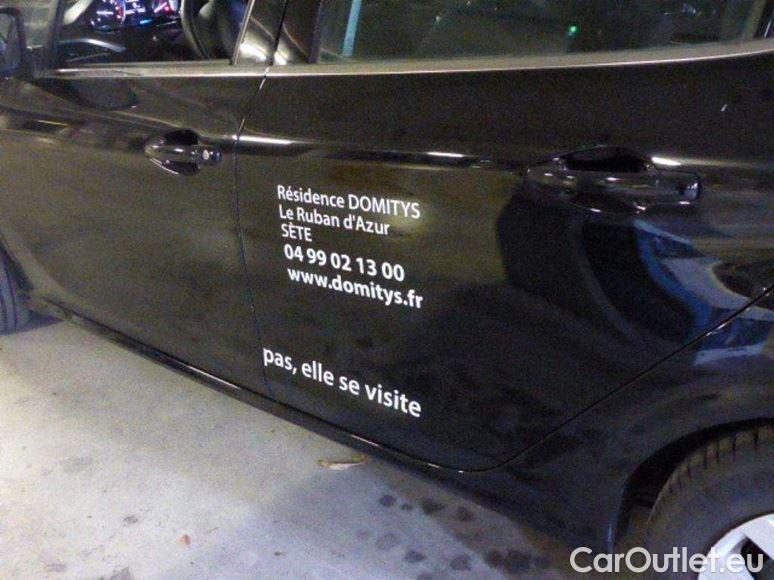 Résidence DOMITYS
Le Ruban d'Azur
SÈTE
04 99 02 13 00
www.domitys.fr
pas, elle se visite
CarOutlet.eu